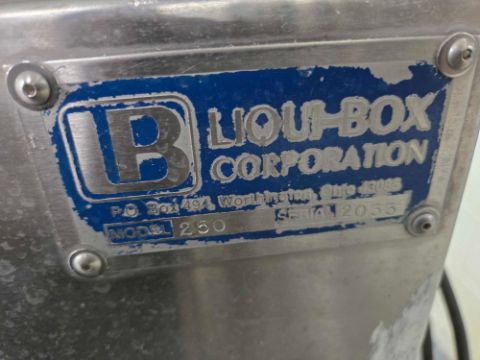 LB LIQUI-BOX
CORPORATION
P.O. Box 494, Worthington, Ohio 43085
MODEL 250 SERIAL 2055